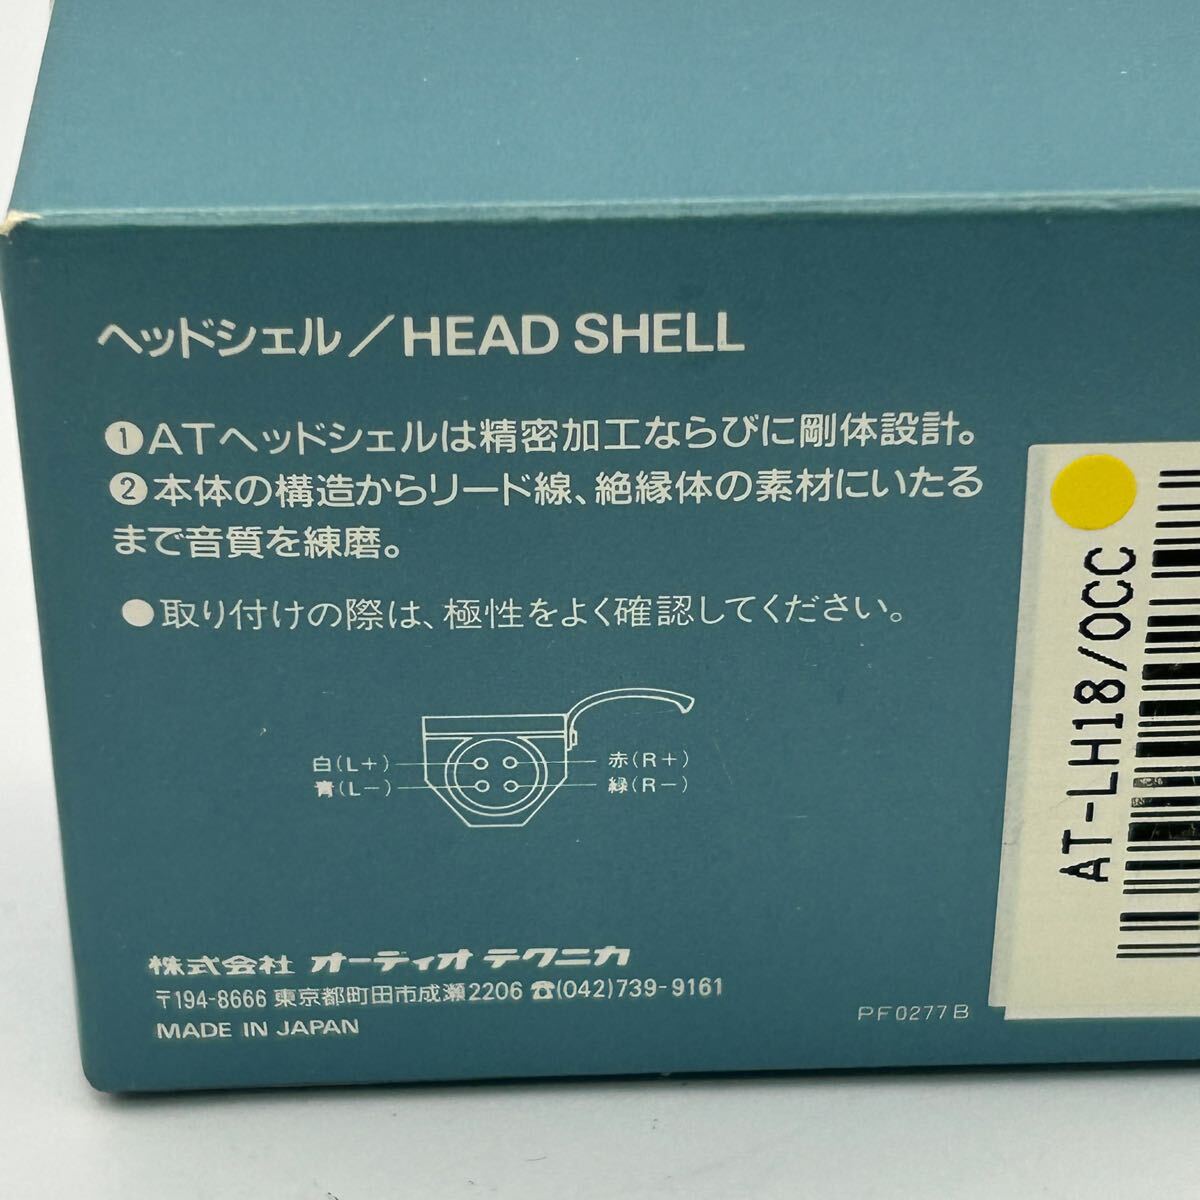 ヘッドシェル／HEAD SHELL
❶ATヘッドシェルは精密加工ならびに剛体設計。
❷本体の構造からリード線、絶縁体の素材にいたる
まで音質を練磨。
●取り付けの際は、極性をよく確認してください。
白(L+)
赤(R+)
青(L−)
緑(R−)
株式会社 オーディオテクニカ
〒194-8666 東京都町田市成瀬2206 ☎(042)739-9161
MADE IN JAPAN
PF0277B
AT-LH18/OCC